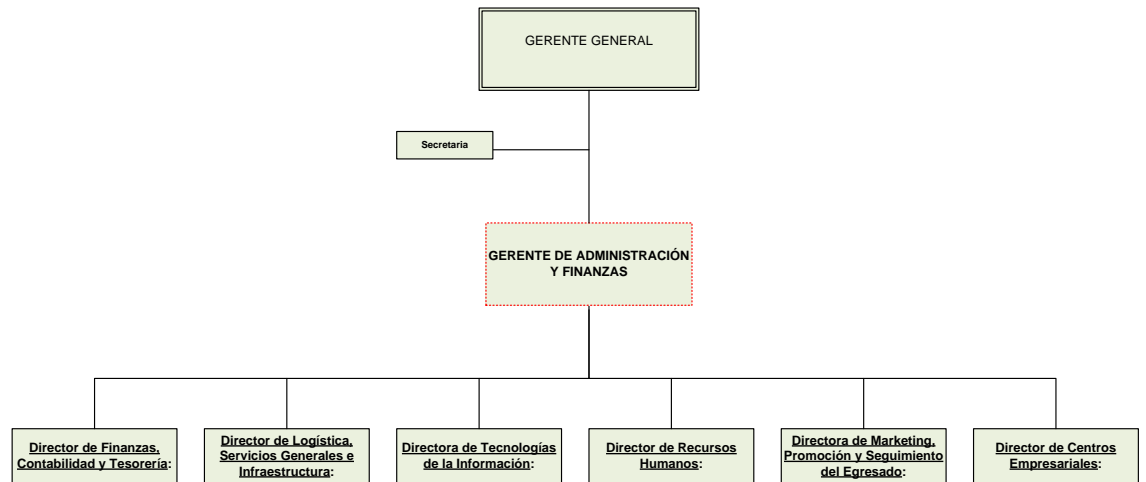 GERENTE GENERAL
Secretaria
GERENTE DE ADMINISTRACIÓN
Y FINANZAS
Director de Finanzas,
Contabilidad y Tesorería:
Director de Logística,
Servicios Generales e
Infraestructura:
Directora de Tecnologías
de la Información:
Director de Recursos
Humanos:
Directora de Marketing,
Promoción y Seguimiento
del Egresado:
Director de Centros
Empresariales: